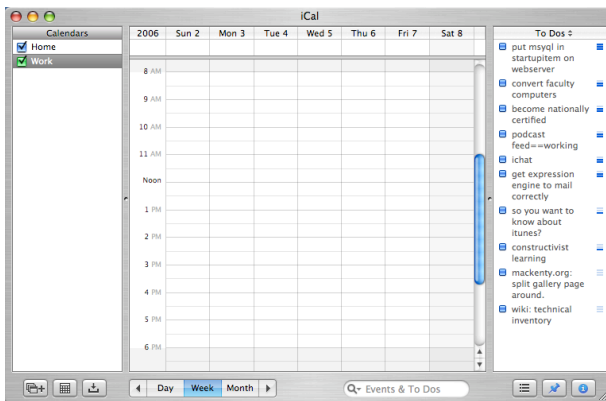 iCal
Calendars
Home
Work
2006 Sun 2 Mon 3 Tue 4 Wed 5 Thu 6 Fri 7 Sat 8
8 AM
9 AM
10 AM
11 AM
Noon
1 PM
2 PM
3 PM
4 PM
5 PM
6 PM
To Dos
put msyql in
startupitem on
webserver
convert faculty
computers
become nationally
certified
podcast
feed==working
ichat
get expression
engine to mail
correctly
so you want to
know about
itunes?
constructivist
learning
mackenty.org:
split gallery page
around.
wiki: technical
inventory
Day Week Month
Events & To Dos